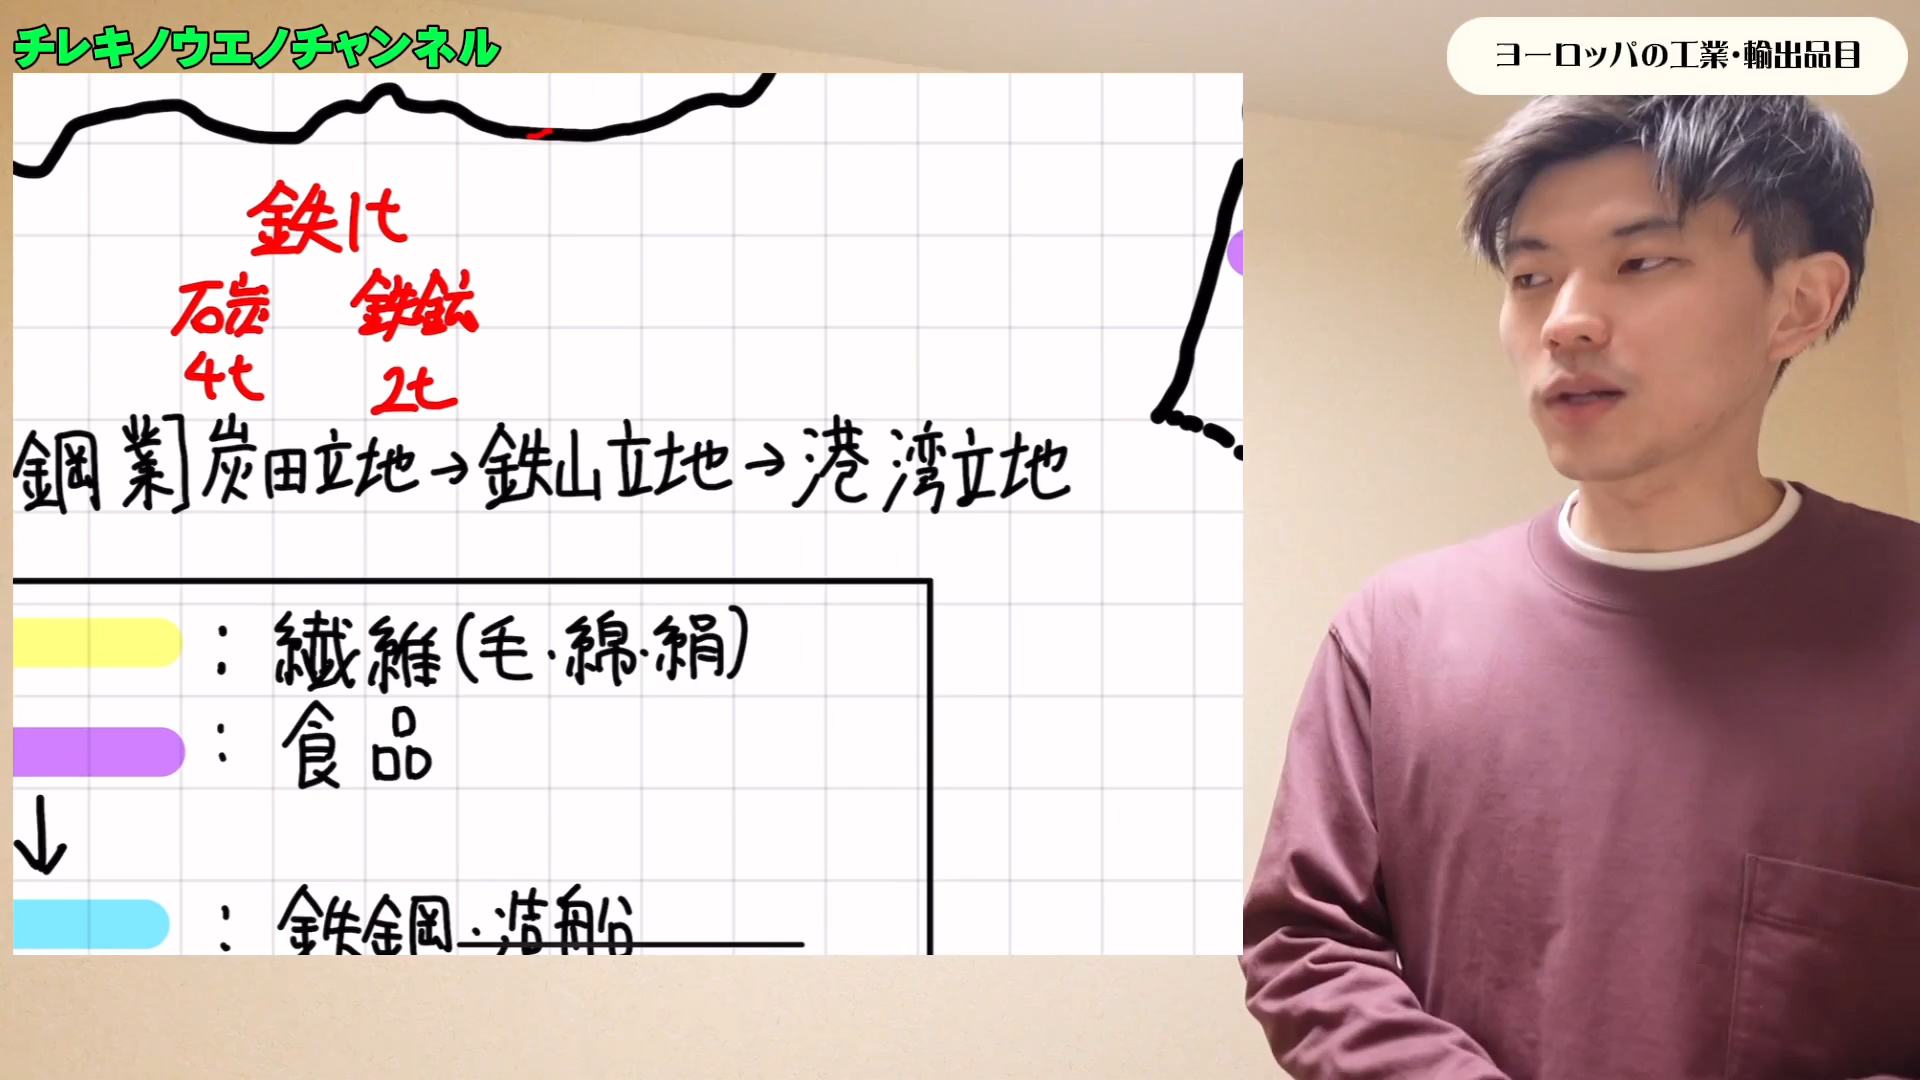 チレキノウエノチャンネル
ヨーロッパの工業・輸出品目
鉄1t
石炭 鉄鉱
4t 2t
鋼業]炭田立地→鉄山立地→港湾立地
: 繊維(毛・綿・絹)
: 食品
↓
: 鉄鋼・造船